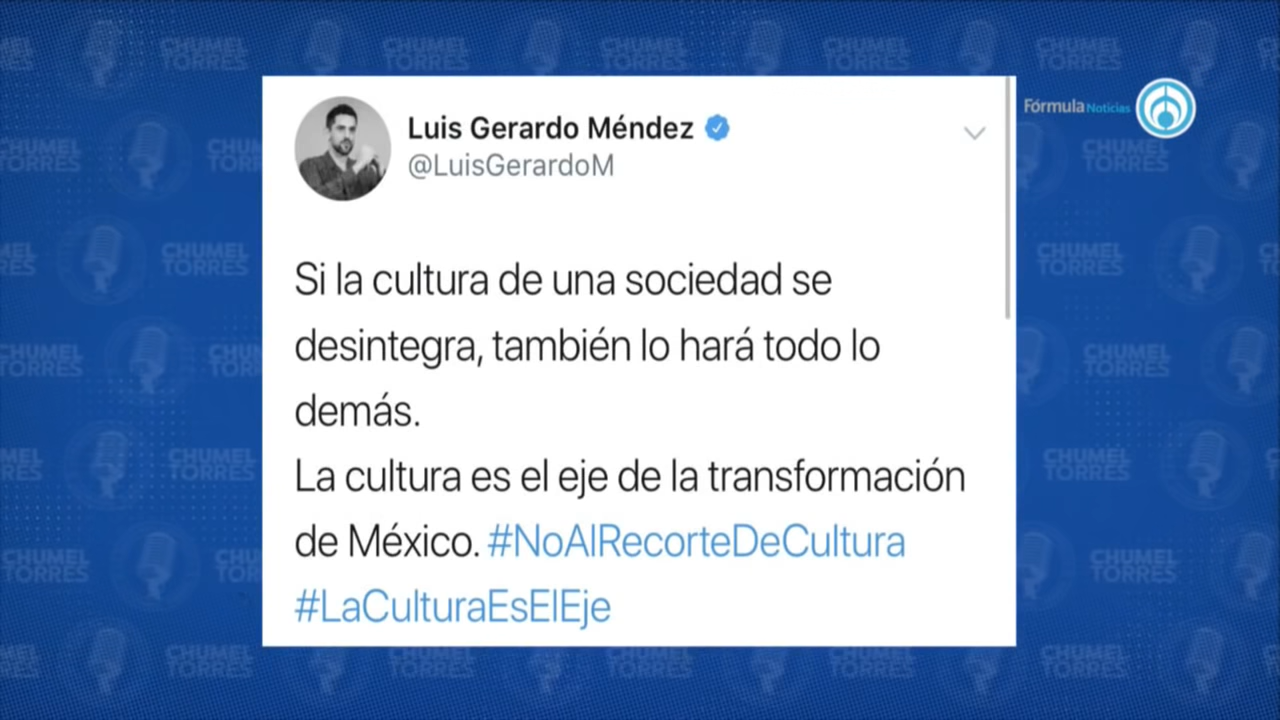 Luis Gerardo Méndez
@LuisGerardoM
Fórmula Noticias
Si la cultura de una sociedad se
desintegra, también lo hará todo lo
demás.
La cultura es el eje de la transformación
de México. #NoAlRecorteDeCultura
#LaCulturaEsElEje
CHUMEL
TORRES